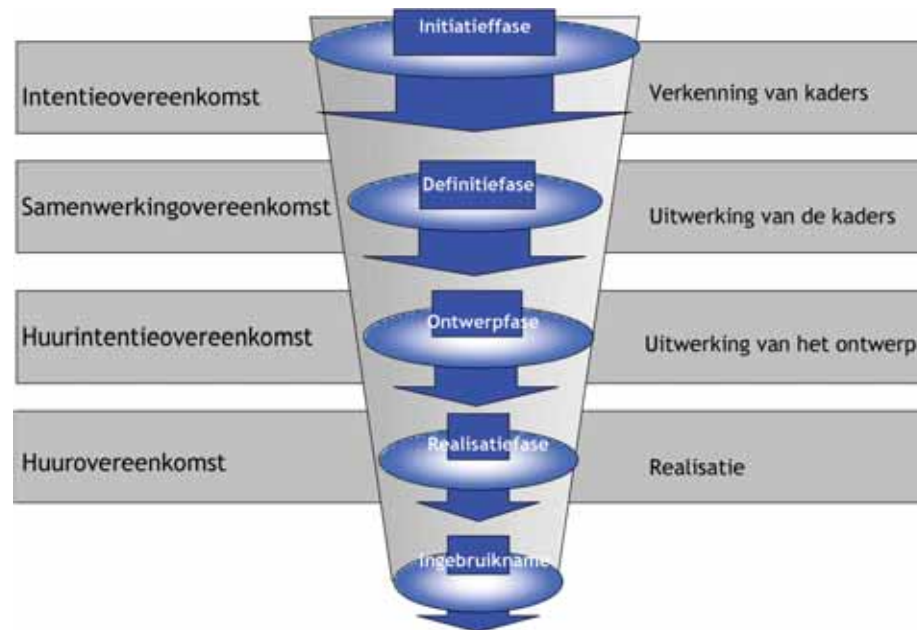 Initiatieffase
Intentieovereenkomst
Verkenning van kaders
Definitiefase
Samenwerkingovereenkomst
Uitwerking van de kaders
Ontwerpfase
Huurintentieovereenkomst
Uitwerking van het ontwerp
Realisatiefase
Huurovereenkomst
Realisatie
Ingebruikname